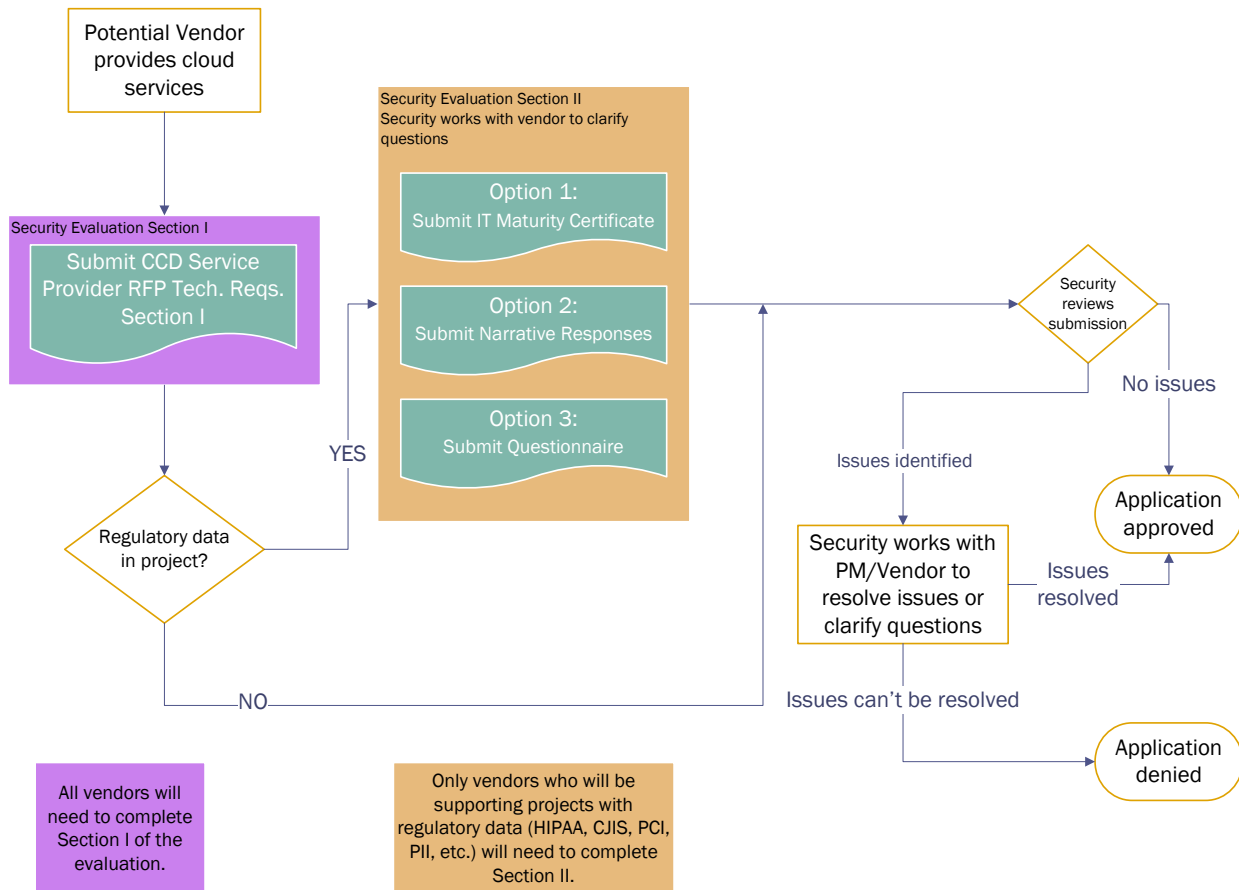 Potential Vendor
provides cloud
services
Security Evaluation Section I
Submit CCD Service
Provider RFP Tech. Reqs.
Section I
Regulatory data
in project?
YES
NO
Security Evaluation Section II
Security works with vendor to clarify
questions
Option 1:
Submit IT Maturity Certificate
Option 2:
Submit Narrative Responses
Option 3:
Submit Questionnaire
Security
reviews
submission
No issues
Issues identified
Application
approved
Security works with
PM/Vendor to
resolve issues or
clarify questions
Issues
resolved
Issues can't be resolved
Application
denied
All vendors will
need to complete
Section I of the
evaluation.
Only vendors who will be
supporting projects with
regulatory data (HIPAA, CJIS, PCI,
PII, etc.) will need to complete
Section II.